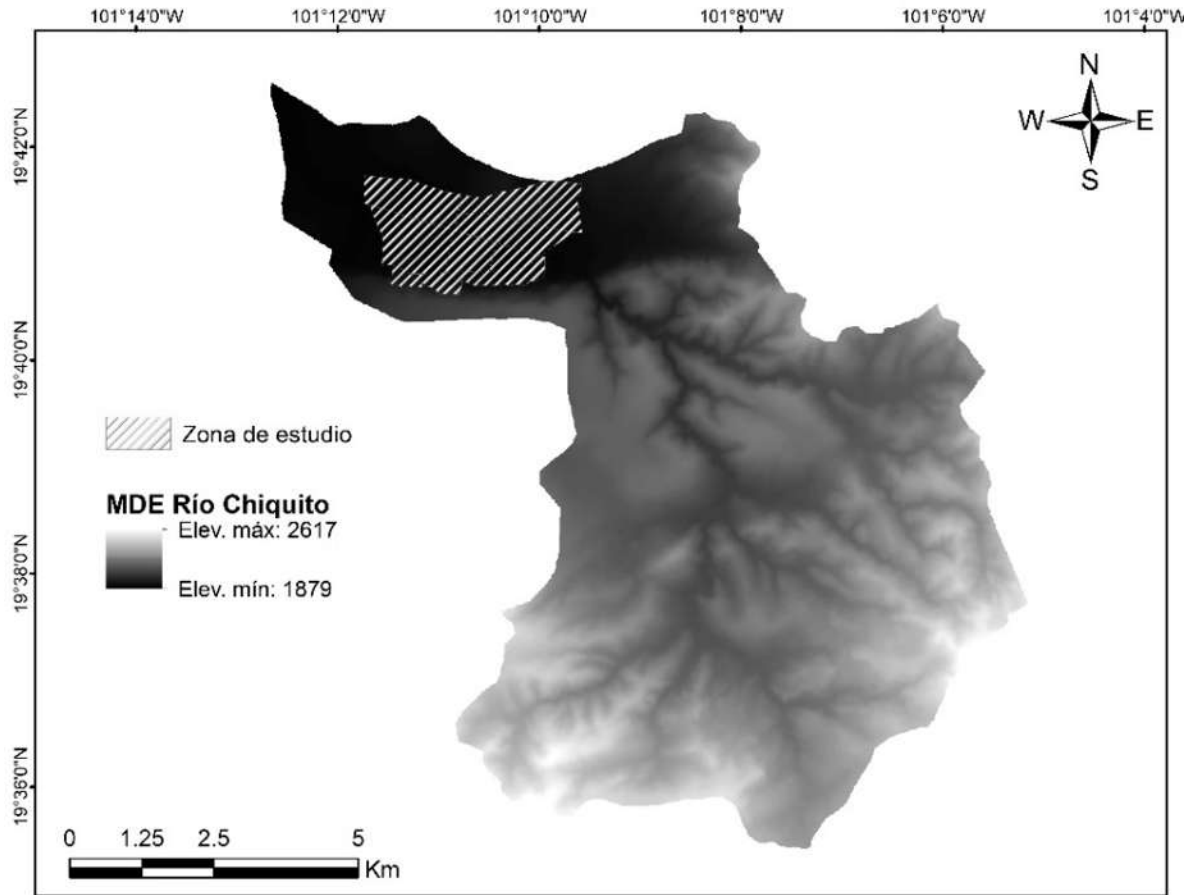 101°14'0"W 101°12'0"W 101°10'0"W 101°8'0"W 101°6'0"W 101°4'0"W
N
W E
S
19°42'0"N
19°40'0"N
19°38'0"N
19°36'0"N
Zona de estudio
MDE Río Chiquito
Elev. máx: 2617
Elev. mín: 1879
0 1.25 2.5 5
Km